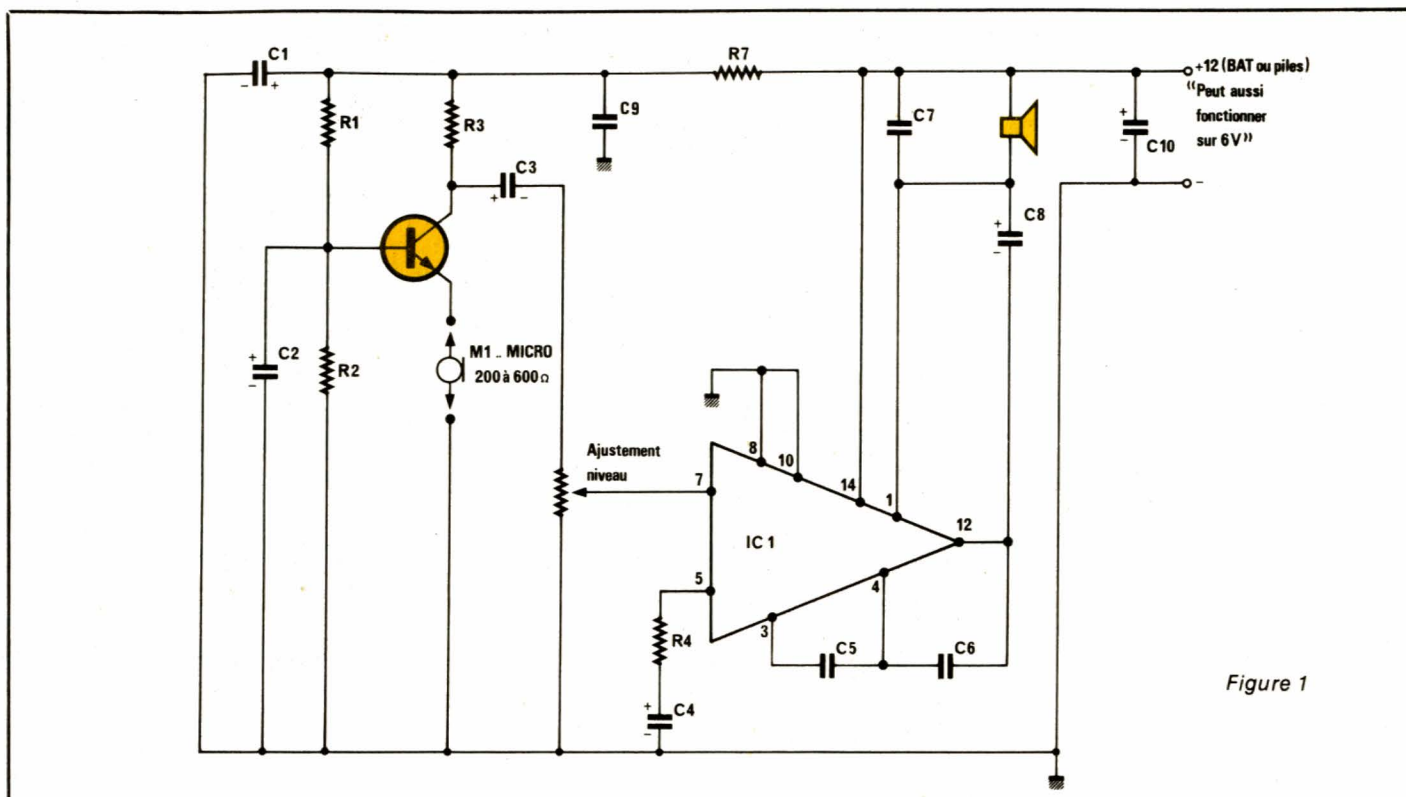 C1
R7
+12 (BAT ou piles)
“Peut aussi
fonctionner
sur 6V”
- +
R1
R3
C9
C7
+
-
C10
-
C3
+ -
C8
+
-
+
-
C2
R2
M1 .. MICRO
200 à 600 Ω
Ajustement
niveau
8
10
14
1
7
12
IC 1
5
4
3
R4
C5
C6
+
-
C4
Figure 1